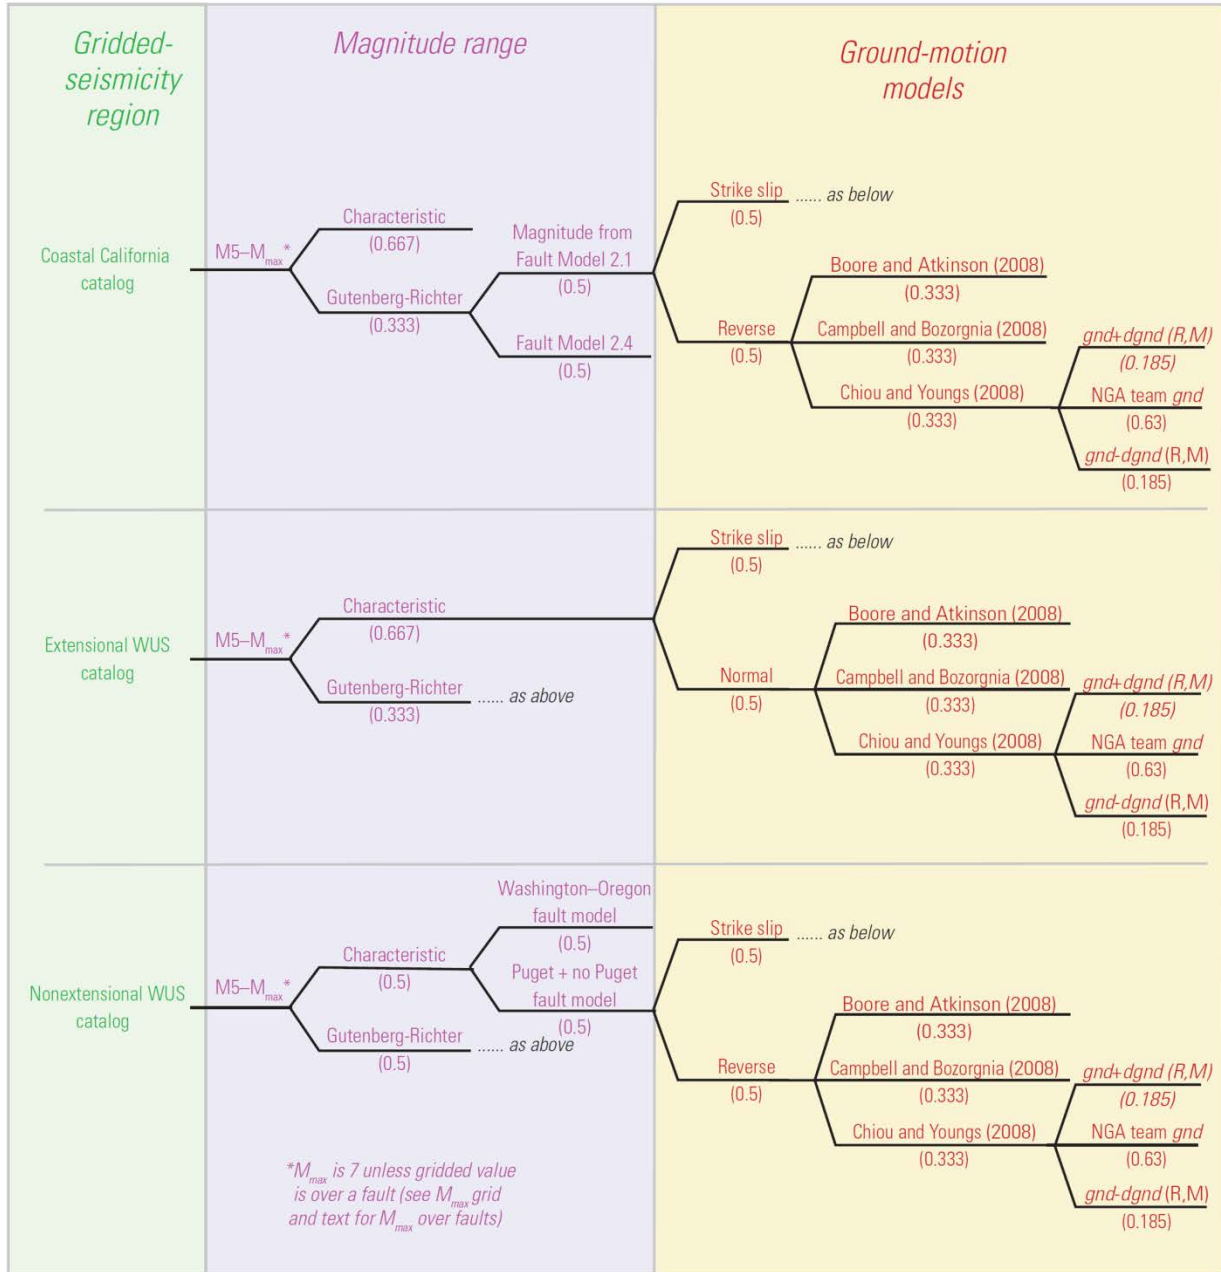 Gridded-
seismicity
region
Magnitude range
Ground-motion
models
Coastal California
catalog
M5–Mmax*
Characteristic
(0.667)
Gutenberg-Richter
(0.333)
Magnitude from
Fault Model 2.1
(0.5)
Fault Model 2.4
(0.5)
Strike slip ...... as below
(0.5)
Reverse
(0.5)
Boore and Atkinson (2008)
(0.333)
Campbell and Bozorgnia (2008)
(0.333)
Chiou and Youngs (2008)
(0.333)
gnd+dgnd (R,M)
(0.185)
NGA team gnd
(0.63)
gnd-dgnd (R,M)
(0.185)
Extensional WUS
catalog
M5–Mmax*
Characteristic
(0.667)
Gutenberg-Richter ...... as above
(0.333)
Strike slip ...... as below
(0.5)
Normal
(0.5)
Boore and Atkinson (2008)
(0.333)
Campbell and Bozorgnia (2008)
(0.333)
Chiou and Youngs (2008)
(0.333)
gnd+dgnd (R,M)
(0.185)
NGA team gnd
(0.63)
gnd-dgnd (R,M)
(0.185)
Nonextensional WUS
catalog
M5–Mmax*
Characteristic
(0.5)
Gutenberg-Richter ...... as above
(0.5)
Washington–Oregon
fault model
(0.5)
Puget + no Puget
fault model
(0.5)
Strike slip ...... as below
(0.5)
Reverse
(0.5)
Boore and Atkinson (2008)
(0.333)
Campbell and Bozorgnia (2008)
(0.333)
Chiou and Youngs (2008)
(0.333)
gnd+dgnd (R,M)
(0.185)
NGA team gnd
(0.63)
gnd-dgnd (R,M)
(0.185)
*Mmax is 7 unless gridded value
is over a fault (see Mmax grid
and text for Mmax over faults)